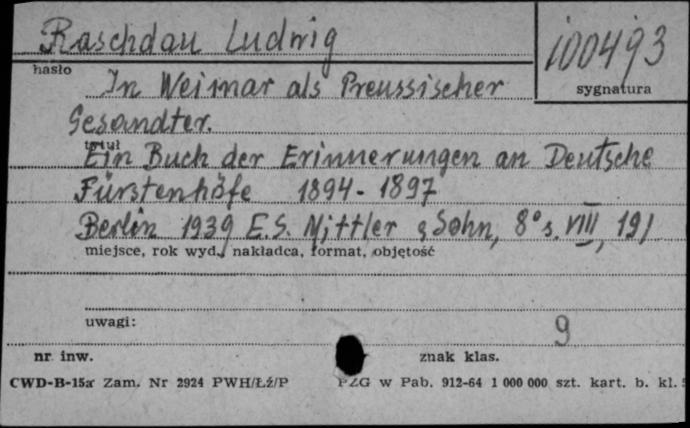 Raschdau Ludwig
100493
hasło
sygnatura
In Weimar als Preussischer
Gesandter.
tytuł
Ein Buch der Erinnerungen an Deutsche
Fürstenhöfe 1894-1897
Berlin 1939 E.S. Mittler & Sohn, 8° s. VIII, 191
miejsce, rok wyd., nakładca, format, objętość
uwagi:
9
nr inw.
znak klas.
CWD-B-15a Zam. Nr 2924 PWH/Łź/P
PZG w Pab. 912-64 1 000 000 szt. kart. b. kl.